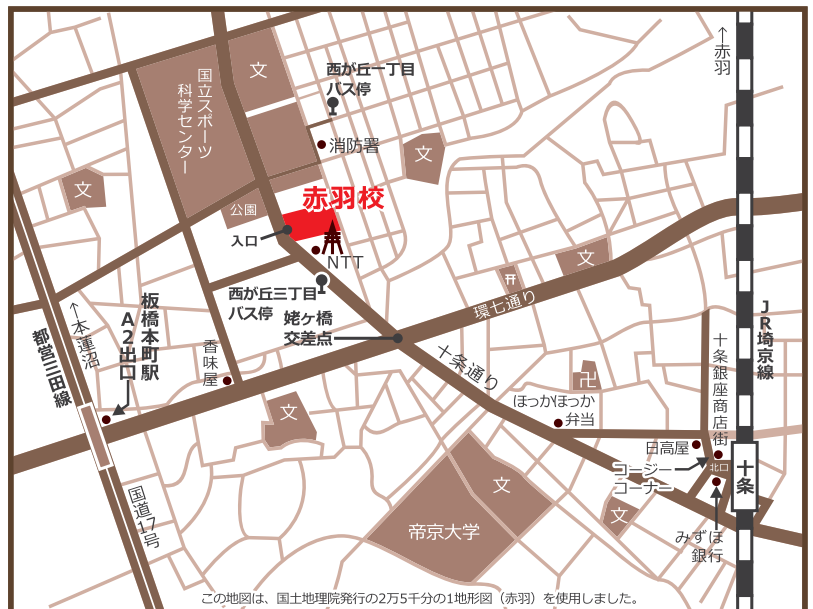 文
西が丘一丁目
バス停
↑赤羽
国立スポーツ
科学センター
消防署
文
文
赤羽校
公園
入口
NTT
文
西が丘三丁目
バス停
姥ヶ橋
交差点
環七通り
十条通り
JR埼京線
十条銀座商店街
↑本蓮沼
都営三田線
板橋本町駅
A2出口
香味屋
卍
ほっかほっか
弁当
文
日高屋
コージー
コーナー
北口
十条
文
文
帝京大学
国道17号
みずほ
銀行
この地図は、国土地理院発行の2万5千分の1地形図（赤羽）を使用しました。